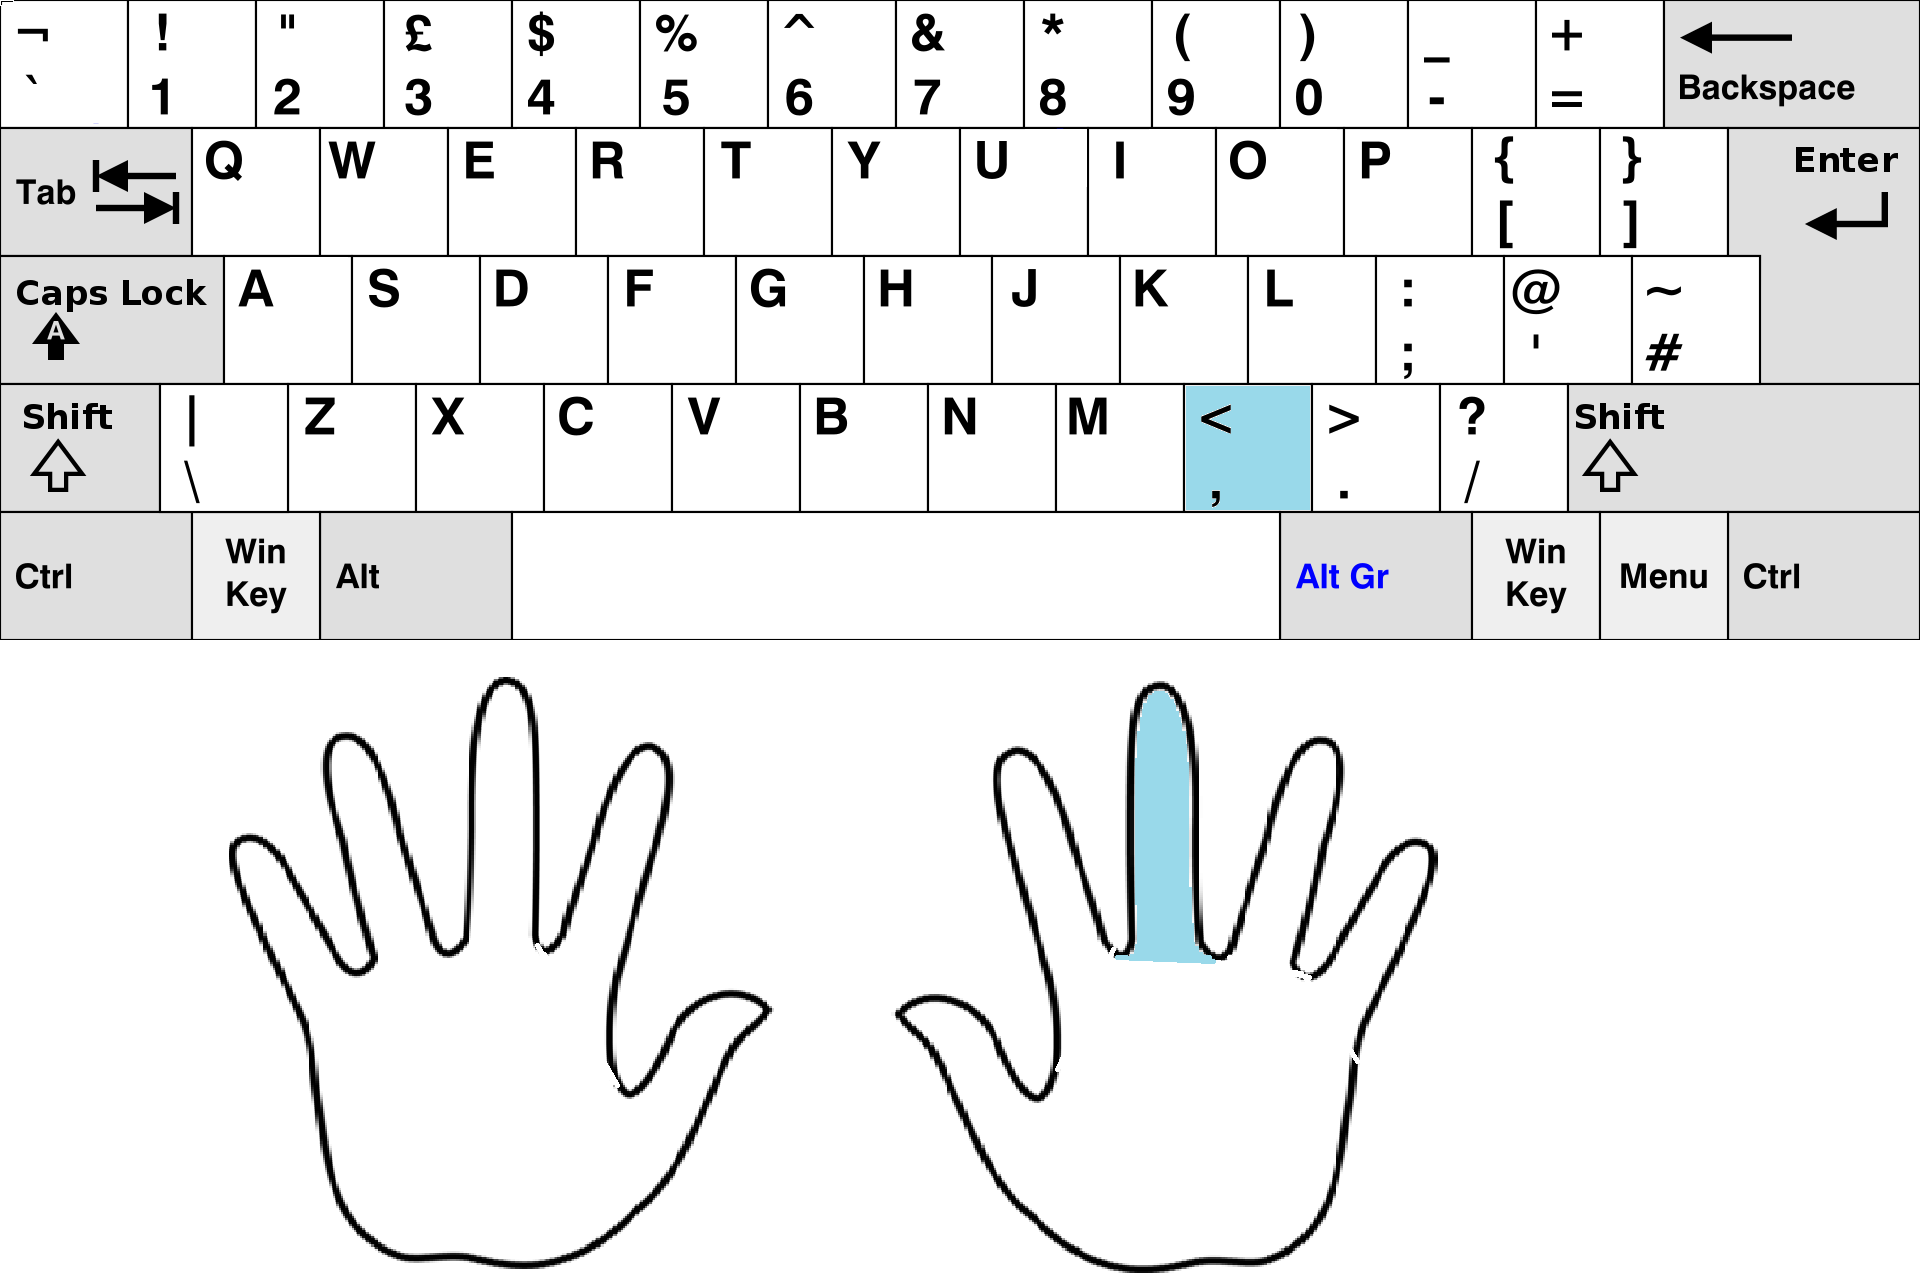 ¬ ! " £ $ % ^ & * ( ) _ +
` 1 2 3 4 5 6 7 8 9 0 - = Backspace
Tab Q W E R T Y U I O P { } Enter
[ ]
Caps Lock A S D F G H J K L : @ ~
A ; ' #
Shift | Z X C V B N M < > ? Shift
\ , . /
Ctrl Win Key Alt Alt Gr Win Key Menu Ctrl